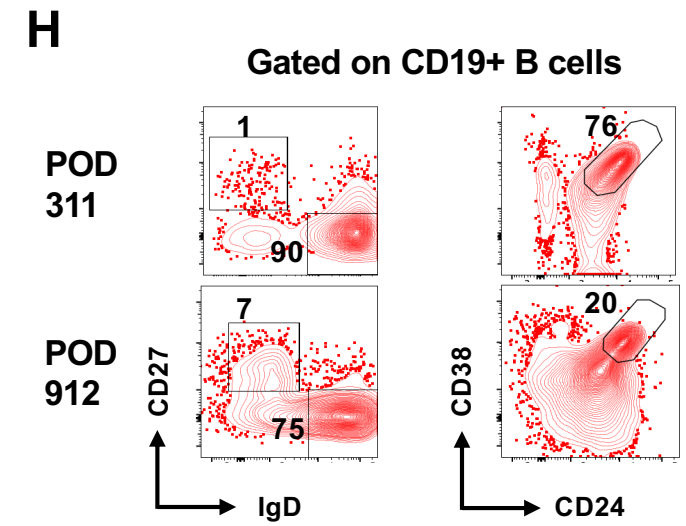 H
Gated on CD19+ B cells
POD
311
1
90
76
POD
912
7
75
20
CD27
IgD
CD38
CD24